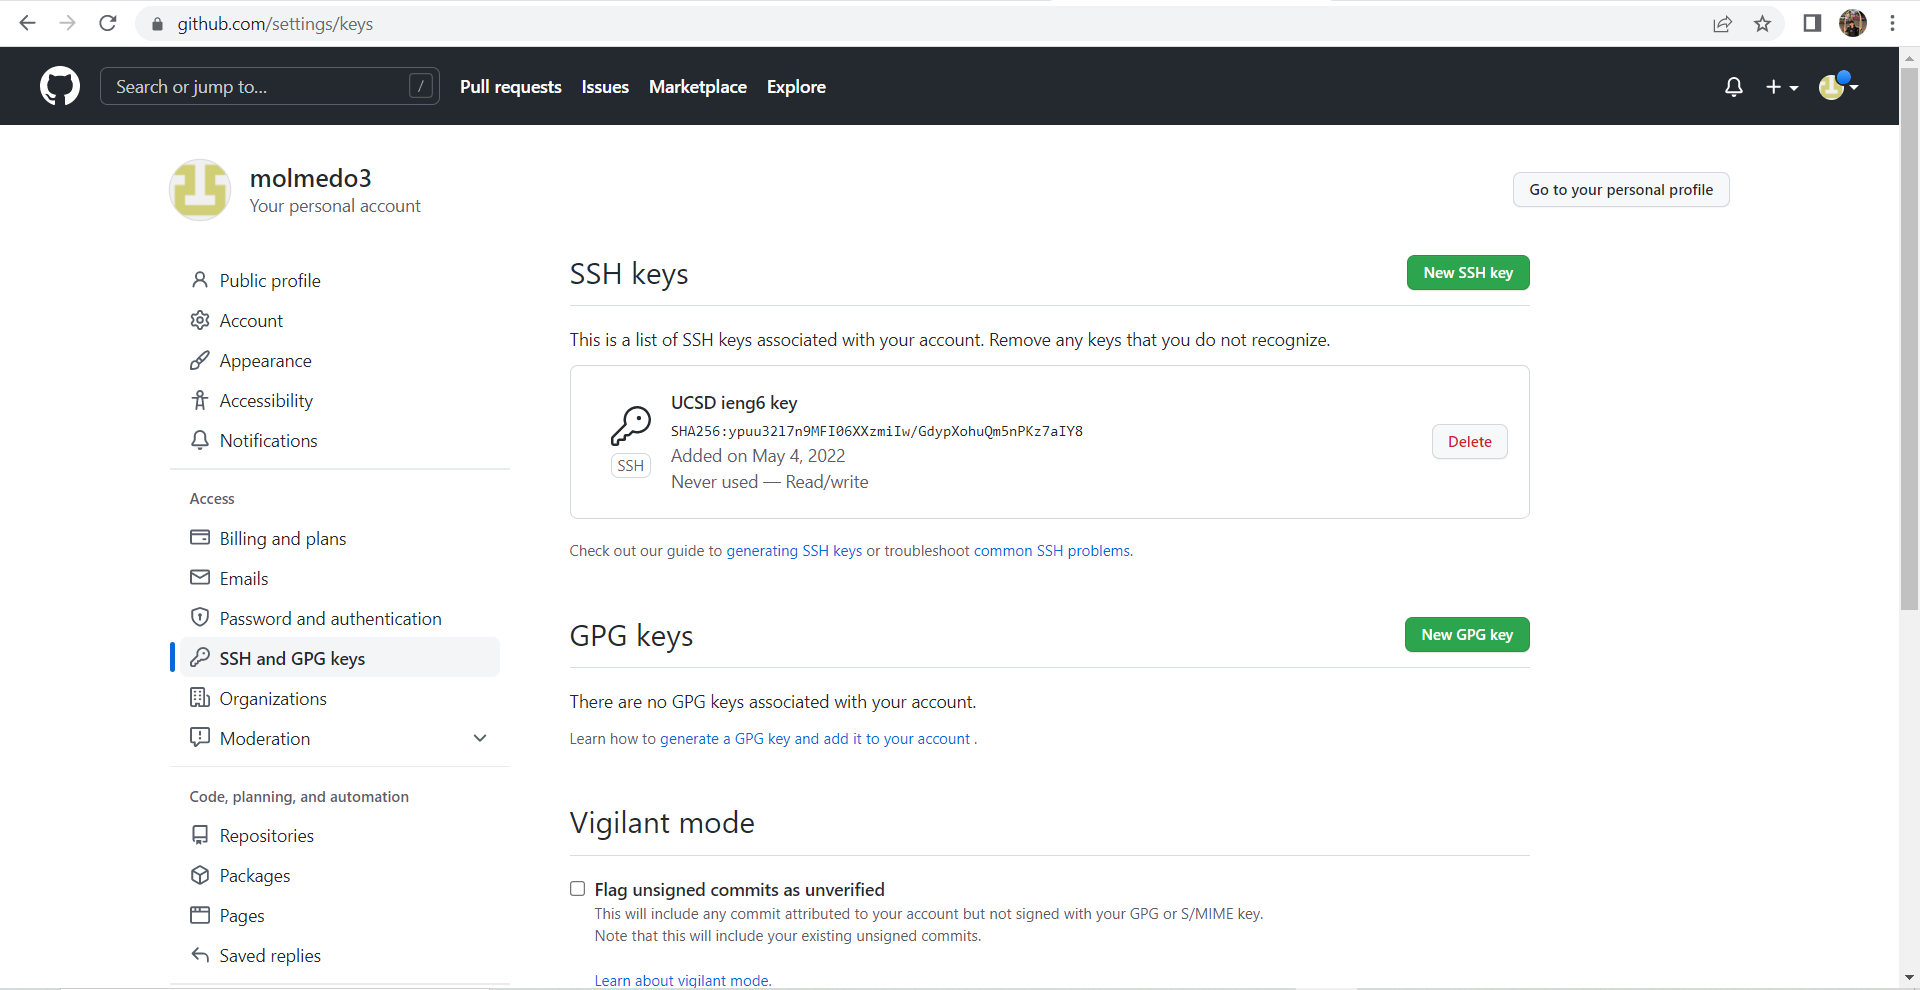 github.com/settings/keys
Search or jump to...
/
Pull requests
Issues
Marketplace
Explore
molmedo3
Your personal account
Go to your personal profile
Public profile
Account
Appearance
Accessibility
Notifications
Access
Billing and plans
Emails
Password and authentication
SSH and GPG keys
Organizations
Moderation
Code, planning, and automation
Repositories
Packages
Pages
Saved replies
SSH keys
New SSH key
This is a list of SSH keys associated with your account. Remove any keys that you do not recognize.
UCSD ieng6 key
SHA256:ypuu3217n9MFI06XXzmiIw/GdypXohuQm5nPKz7aIY8
Added on May 4, 2022
Never used — Read/write
SSH
Delete
Check out our guide to generating SSH keys or troubleshoot common SSH problems.
GPG keys
New GPG key
There are no GPG keys associated with your account.
Learn how to generate a GPG key and add it to your account .
Vigilant mode
Flag unsigned commits as unverified
This will include any commit attributed to your account but not signed with your GPG or S/MIME key.
Note that this will include your existing unsigned commits.
Learn about vigilant mode.